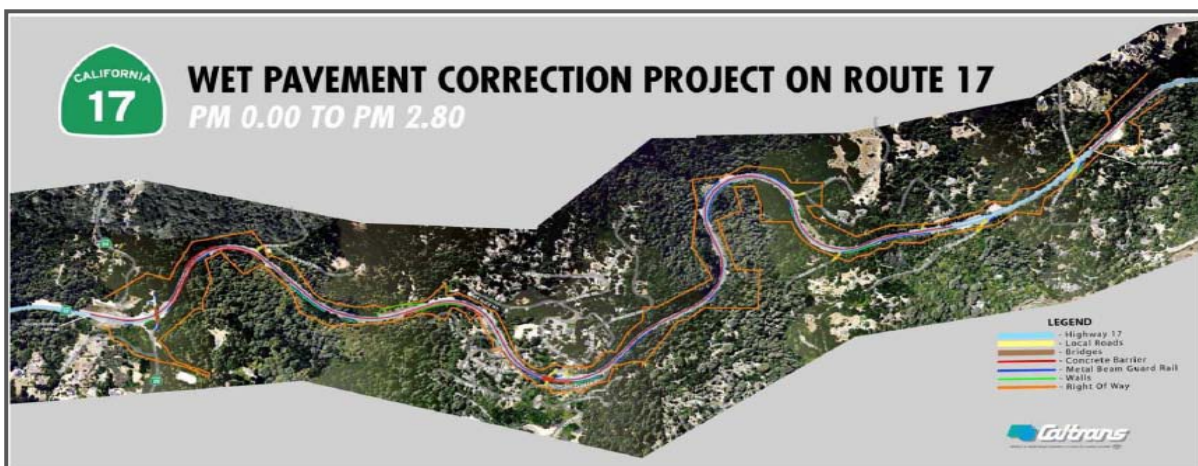 CALIFORNIA
17
WET PAVEMENT CORRECTION PROJECT ON ROUTE 17
PM 0.00 TO PM 2.80
LEGEND
- Highway 17
- Local Roads
- Bridges
- Concrete Barrier
- Metal Beam Guard Rail
- Walls
- Right Of Way
Caltrans